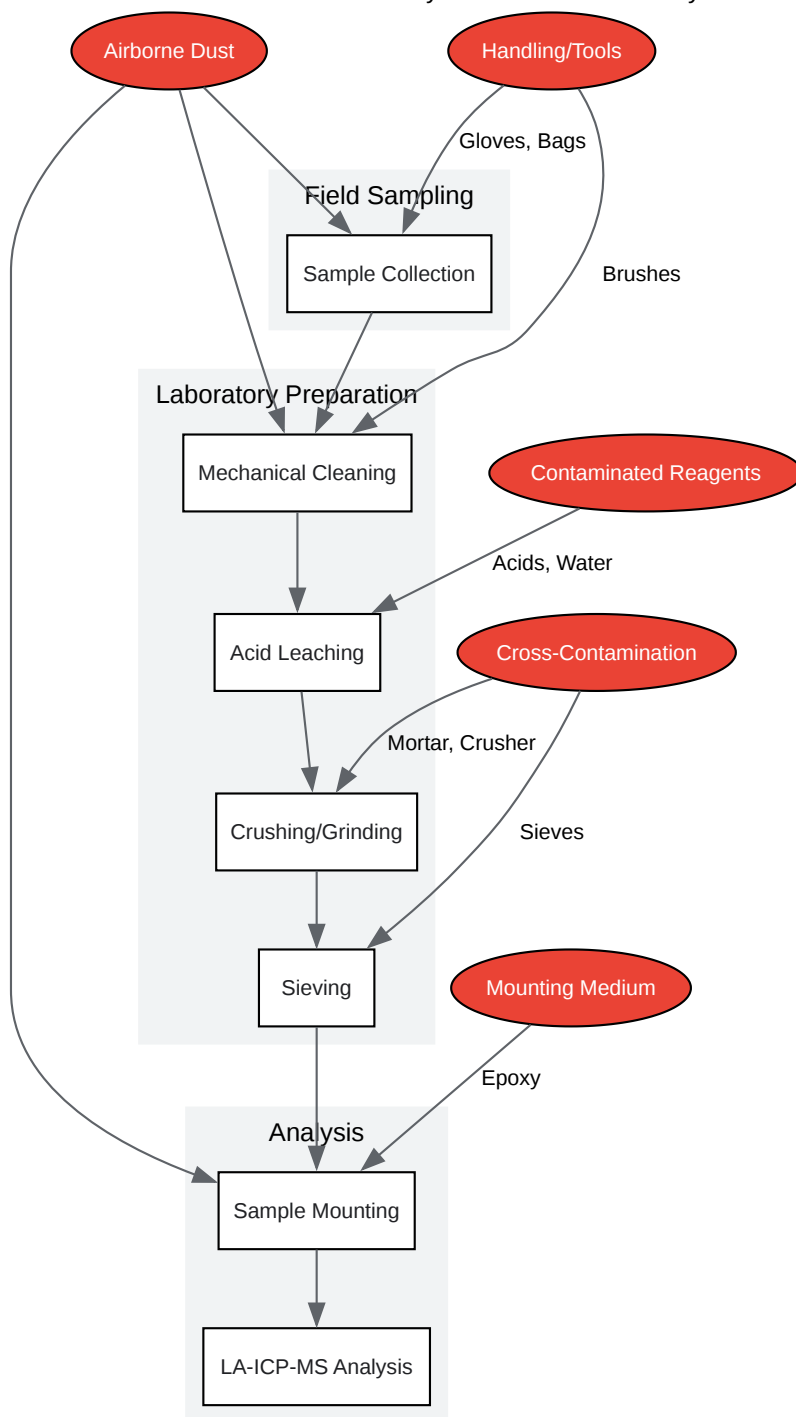 Airborne Dust
Handling/Tools
Gloves, Bags
Field Sampling
Sample Collection
Brushes
Laboratory Preparation
Mechanical Cleaning
Contaminated Reagents
Acids, Water
Acid Leaching
Cross-Contamination
Mortar, Crusher
Crushing/Grinding
Sieves
Sieving
Mounting Medium
Epoxy
Analysis
Sample Mounting
LA-ICP-MS Analysis